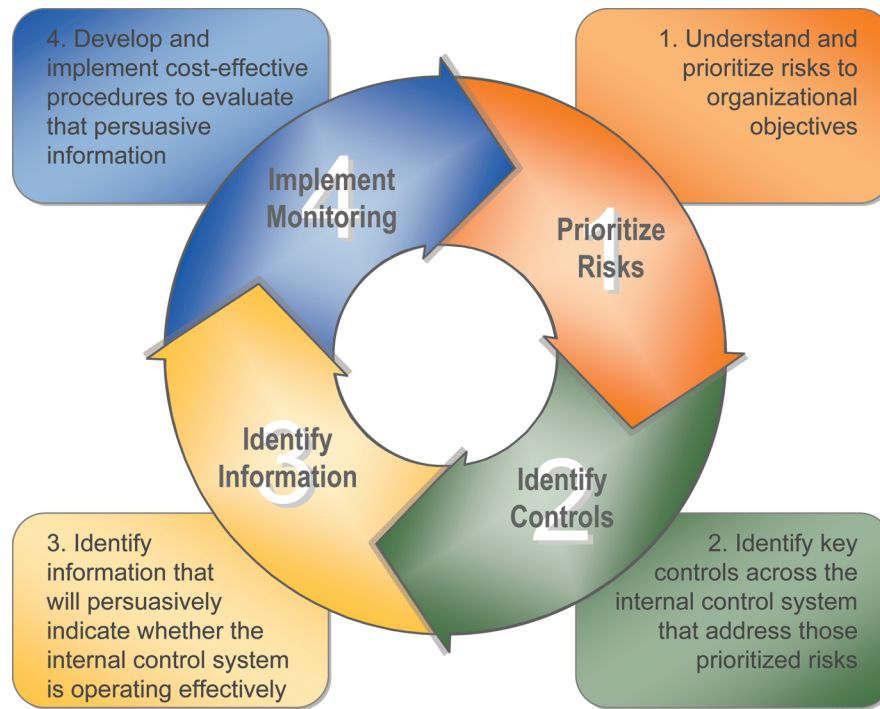 4. Develop and
implement cost-effective
procedures to evaluate
that persuasive
information
1. Understand and
prioritize risks to
organizational
objectives
4
Implement
Monitoring
1
Prioritize
Risks
3
Identify
Information
2
Identify
Controls
3. Identify
information that
will persuasively
indicate whether the
internal control system
is operating effectively
2. Identify key
controls across the
internal control system
that address those
prioritized risks